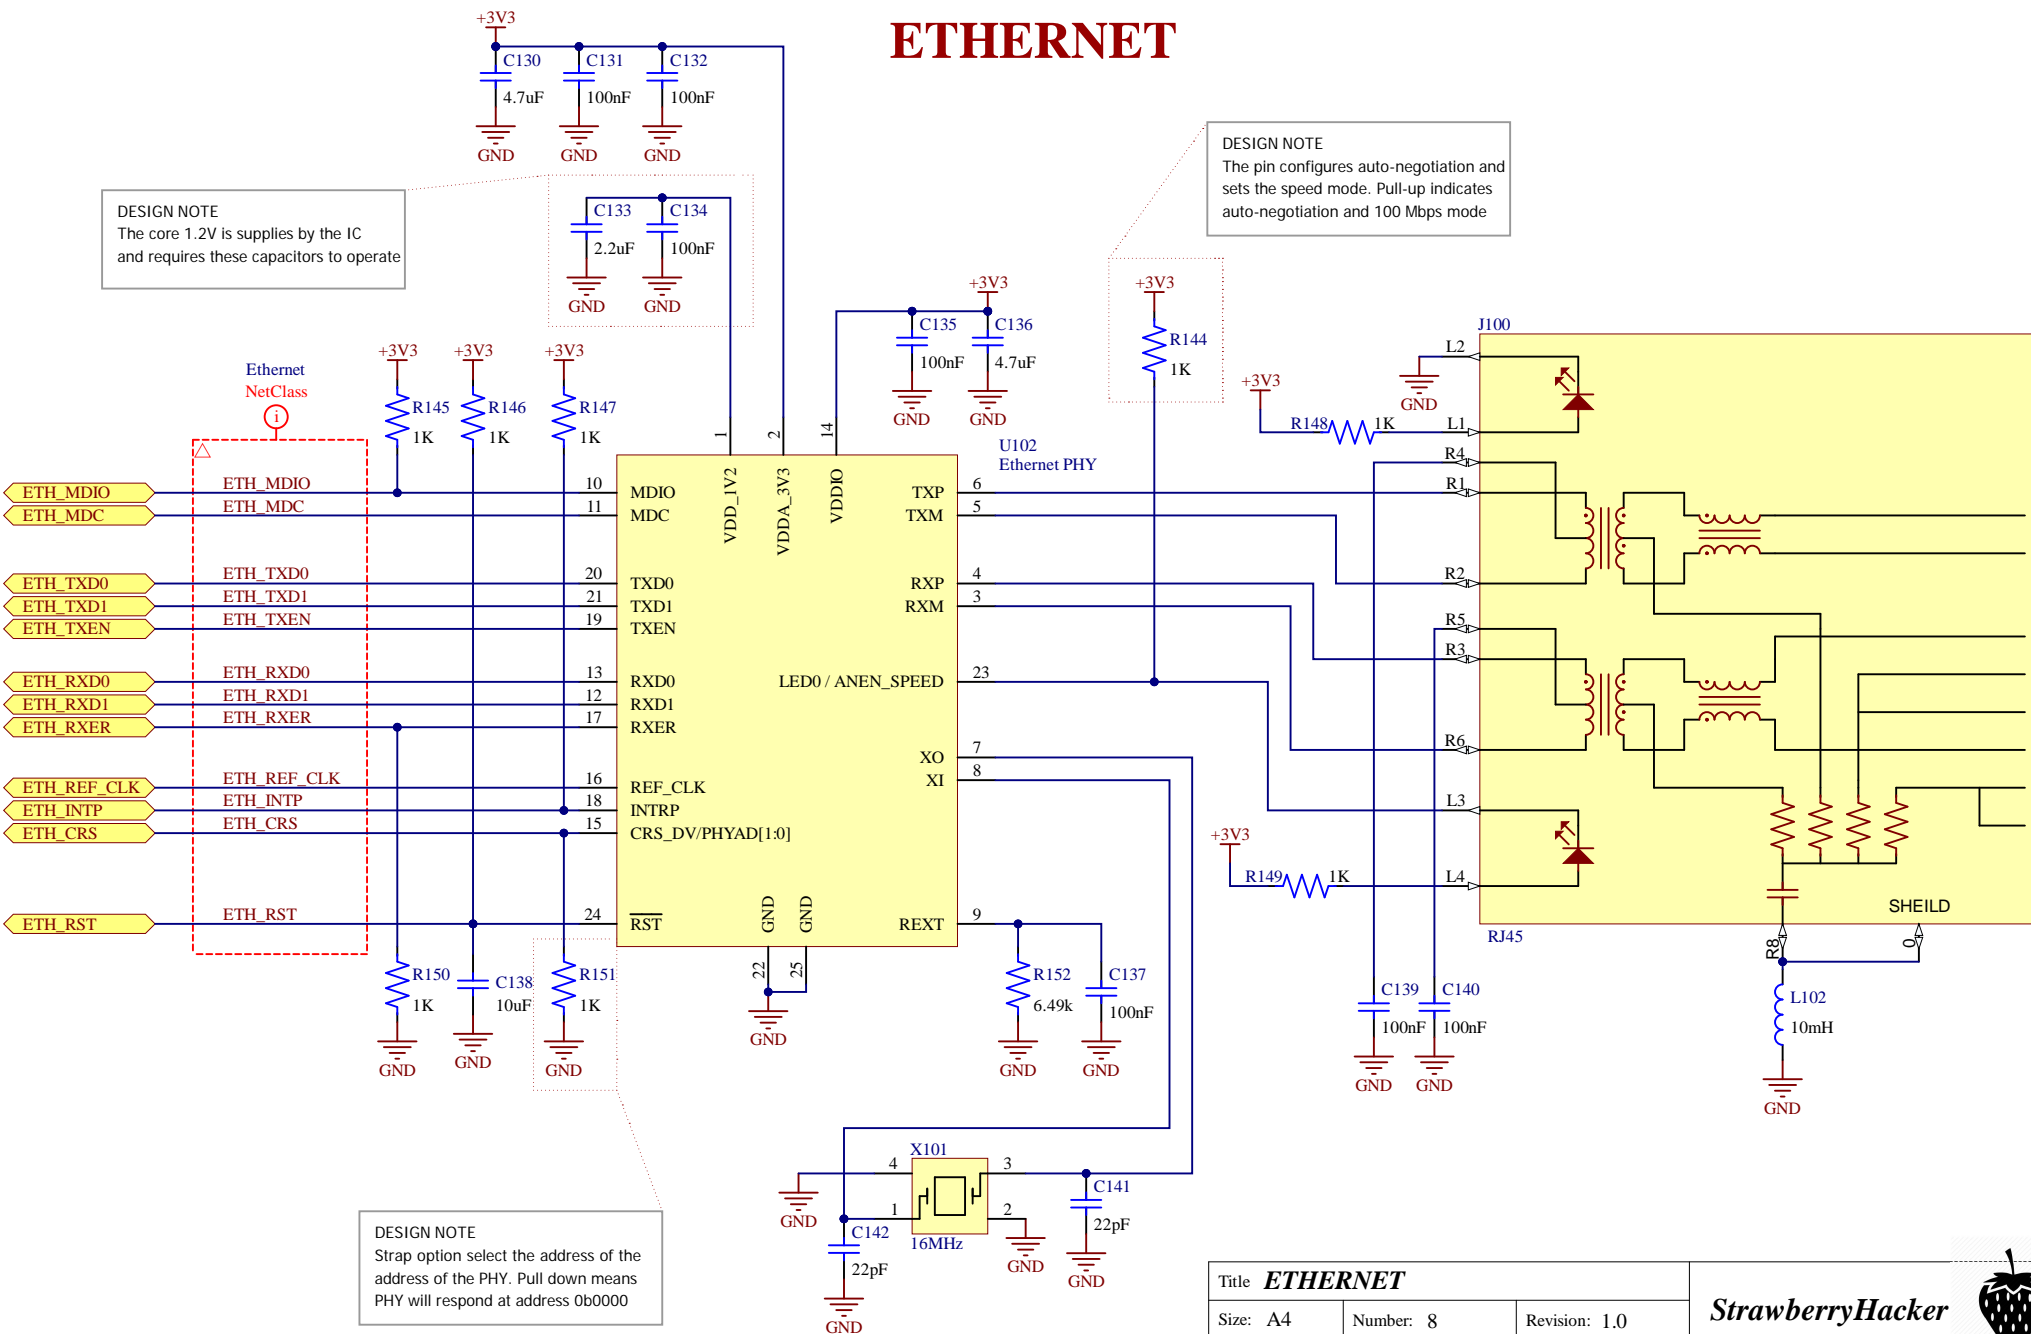 ETHERNET
+3V3
C130
4.7uF
GND
C131
100nF
GND
C132
100nF
GND
DESIGN NOTE
The core 1.2V is supplies by the IC
and requires these capacitors to operate
C133
2.2uF
GND
C134
100nF
GND
DESIGN NOTE
The pin configures auto-negotiation and
sets the speed mode. Pull-up indicates
auto-negotiation and 100 Mbps mode
+3V3
C135
100nF
GND
C136
4.7uF
GND
+3V3
R144
1K
Ethernet
NetClass
i
+3V3
R145
1K
+3V3
R146
1K
+3V3
R147
1K
ETH_MDIO
ETH_MDC
ETH_TXD0
ETH_TXD1
ETH_TXEN
ETH_RXD0
ETH_RXD1
ETH_RXER
ETH_REF_CLK
ETH_INTP
ETH_CRS
ETH_RST
ETH_MDIO
ETH_MDC
ETH_TXD0
ETH_TXD1
ETH_TXEN
ETH_RXD0
ETH_RXD1
ETH_RXER
ETH_REF_CLK
ETH_INTP
ETH_CRS
ETH_RST
U102
Ethernet PHY
1
VDD_1V2
2
VDDA_3V3
14
VDDIO
10
MDIO
11
MDC
20
TXD0
21
TXD1
19
TXEN
13
RXD0
12
RXD1
17
RXER
16
REF_CLK
18
INTRP
15
CRS_DV/PHYAD[1:0]
24
RST
TXP
6
TXM
5
RXP
4
RXM
3
LED0 / ANEN_SPEED
23
XO
7
XI
8
REXT
9
GND
22
GND
25
GND
R150
1K
GND
C138
10uF
GND
R151
1K
GND
R152
6.49k
GND
C137
100nF
GND
J100
L2
GND
+3V3
R148
1K
L1
R4
R1
R2
R5
R3
R6
L3
+3V3
R149
1K
L4
RJ45
SHEILD
R8
0
C139
100nF
GND
C140
100nF
GND
L102
10mH
GND
X101
4
3
1
2
16MHz
GND
GND
C141
22pF
GND
C142
22pF
GND
DESIGN NOTE
Strap option select the address of the
address of the PHY. Pull down means
PHY will respond at address 0b0000
Title ETHERNET
Size: A4
Number: 8
Revision: 1.0
StrawberryHacker